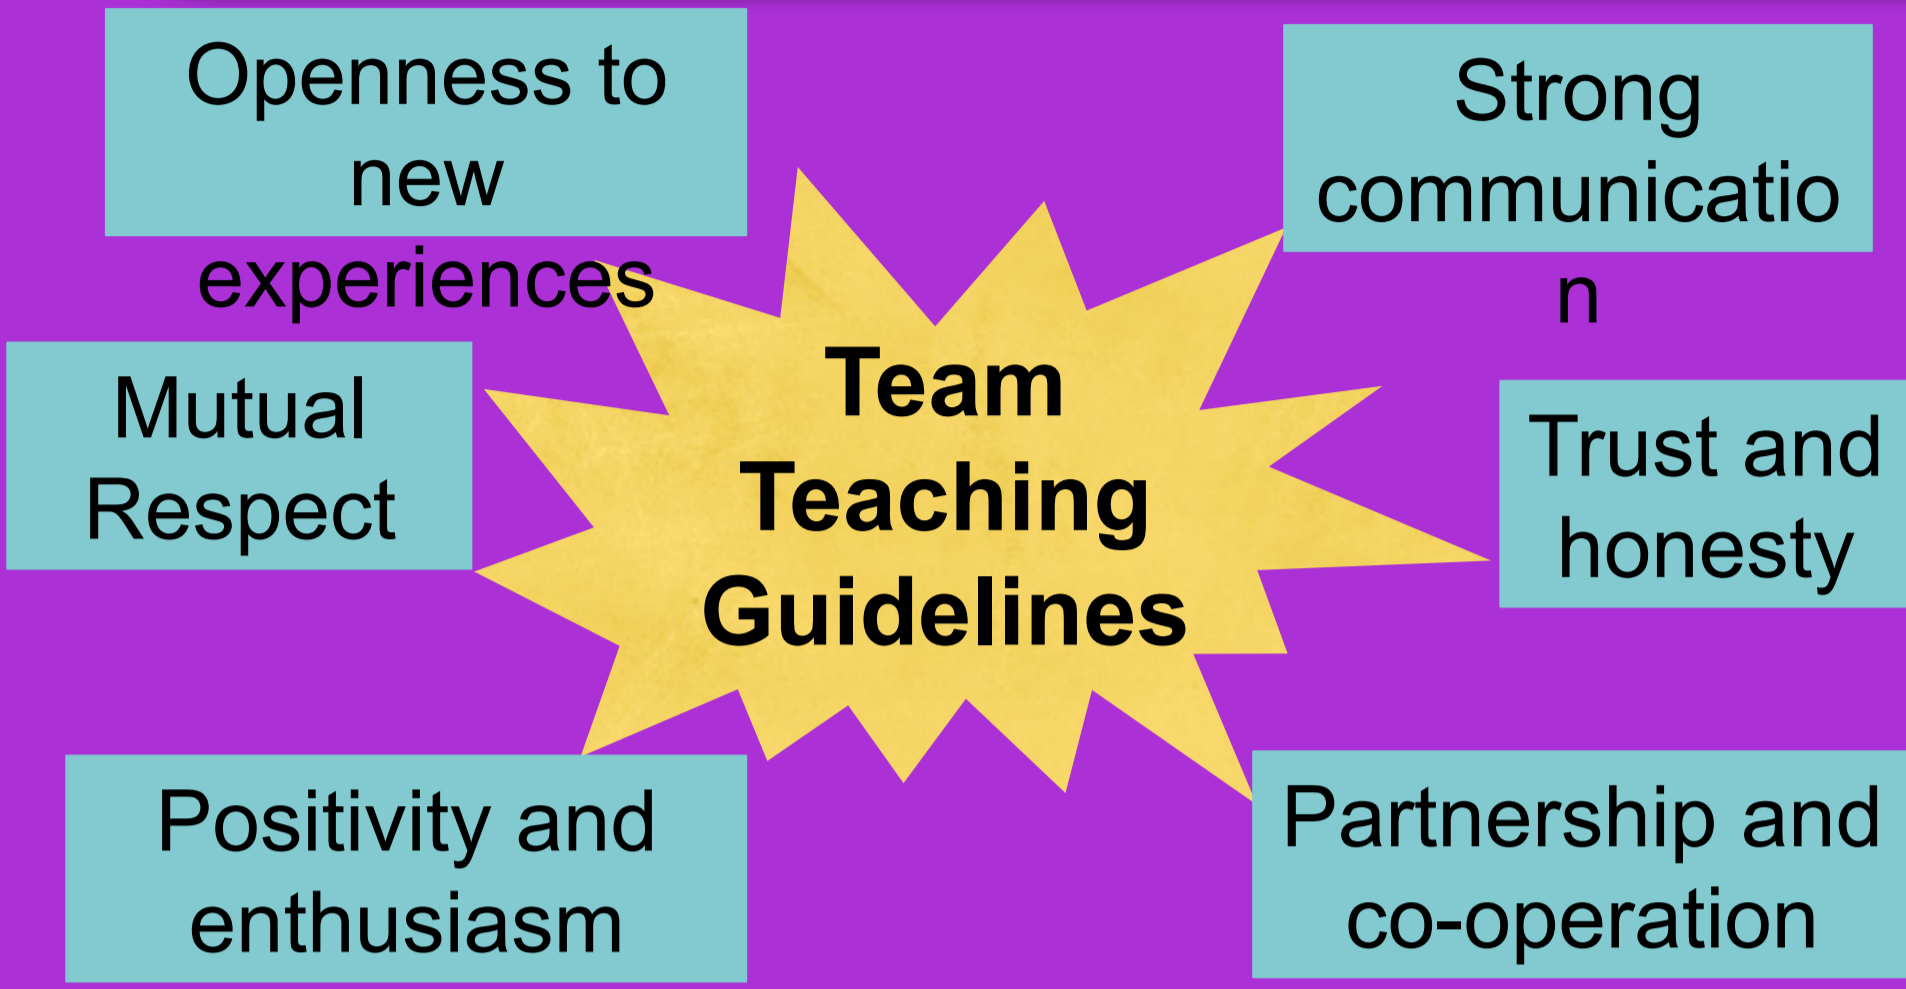 Openness to
new
experiences
Strong
communicatio
n
Mutual
Respect
Team
Teaching
Guidelines
Trust and
honesty
Positivity and
enthusiasm
Partnership and
co-operation